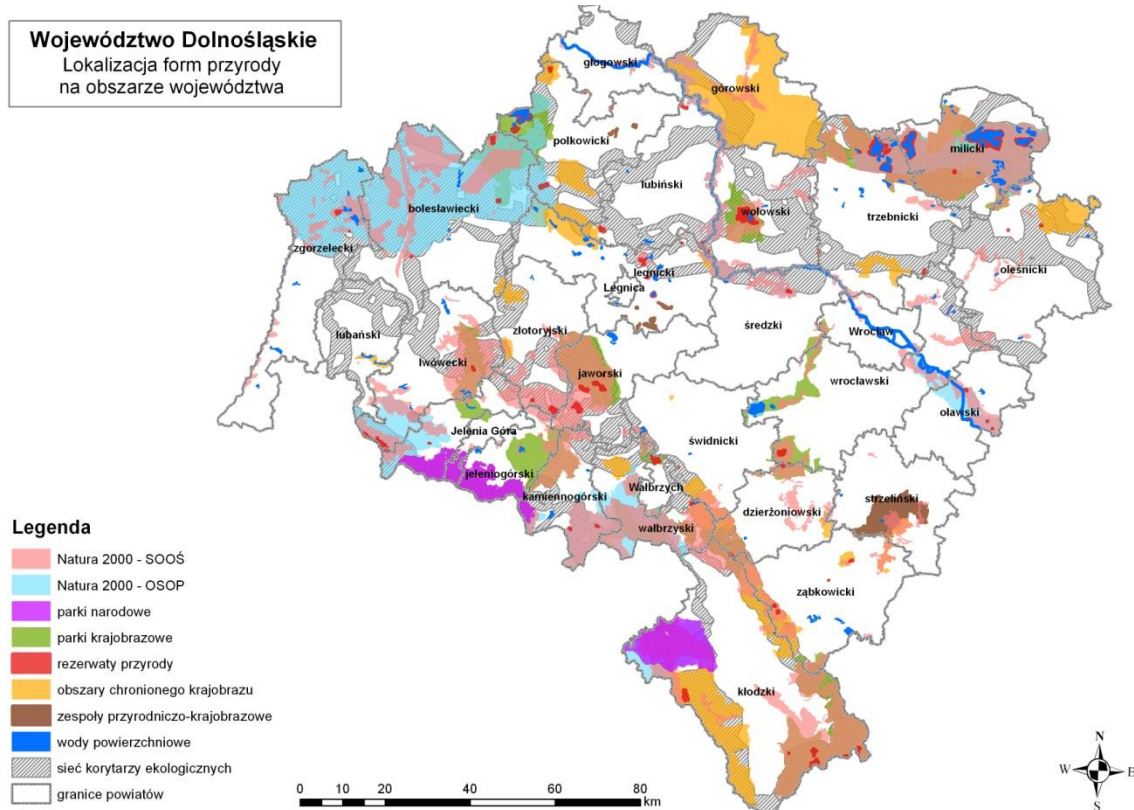 Województwo Dolnośląskie
Lokalizacja form przyrody
na obszarze województwa
głogowski
górowski
polkowicki
milicki
lubiński
bolesławiecki
wołowski
trzebnicki
zgorzelecki
legnicki
oleśnicki
Legnica
lubański
złotoryjski
średzki
Wrocław
lwówecki
jaworski
wrocławski
oławski
Jelenia Góra
świdnicki
jeleniogórski
kamiennogórski
Wałbrzych
strzeliński
dzierżoniowski
wałbrzyski
ząbkowicki
kłodzki
Legenda
Natura 2000 - SOOŚ
Natura 2000 - OSOP
parki narodowe
parki krajobrazowe
rezerwaty przyrody
obszary chronionego krajobrazu
zespoły przyrodniczo-krajobrazowe
wody powierzchniowe
sieć korytarzy ekologicznych
granice powiatów
0 10 20 40 60 80
km
N
W E
S